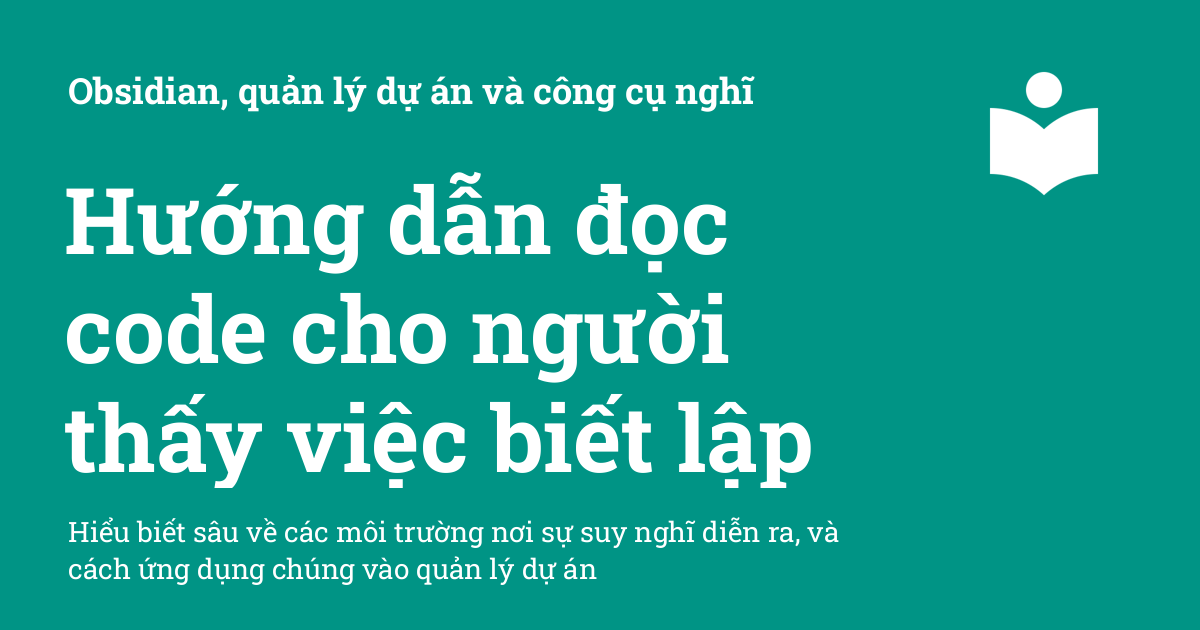 Obsidian, quản lý dự án và công cụ nghĩ
Hướng dẫn đọc
code cho người
thấy việc biết lập
Hiểu biết sâu về các môi trường nơi sự suy nghĩ diễn ra, và
cách ứng dụng chúng vào quản lý dự án